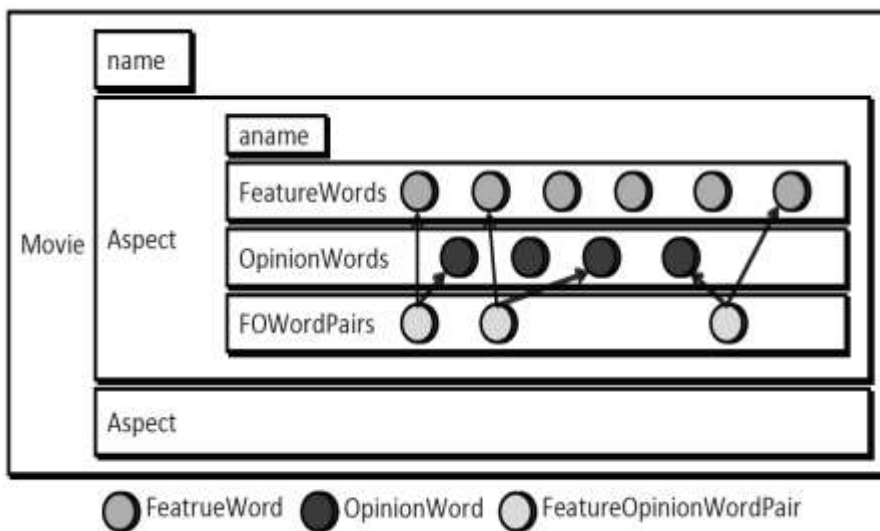 name
aname
FeatureWords
Movie
Aspect
OpinionWords
FOWordPairs
Aspect
FeatrueWord OpinionWord FeatureOpinionWordPair